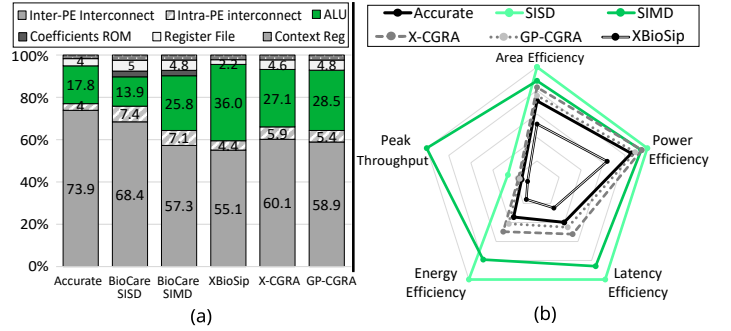 Inter-PE Interconnect Intra-PE interconnect ALU
Coefficients ROM Register File Context Reg
100%
80%
60%
40%
20%
0%
4 5 4.8 2.2 4.6 4.8
17.8 13.9 25.8 36.0 27.1 28.5
4 7.4 7.1 4.4 5.9 5.4
73.9 68.4 57.3 55.1 60.1 58.9
Accurate BioCare SISD BioCare SIMD XBioSip X-CGRA GP-CGRA
(a)
Accurate SISD SIMD
X-CGRA GP-CGRA XBioSip
Area Efficiency
Peak
Throughput
Power
Efficiency
Energy
Efficiency
Latency
Efficiency
(b)